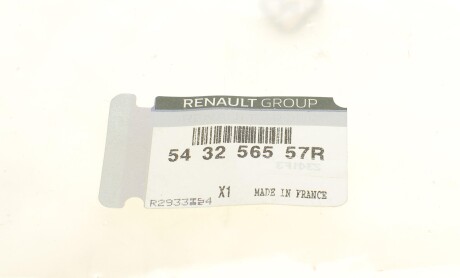 RENAULT GROUP
54 32 565 57R
X1 MADE IN FRANCE